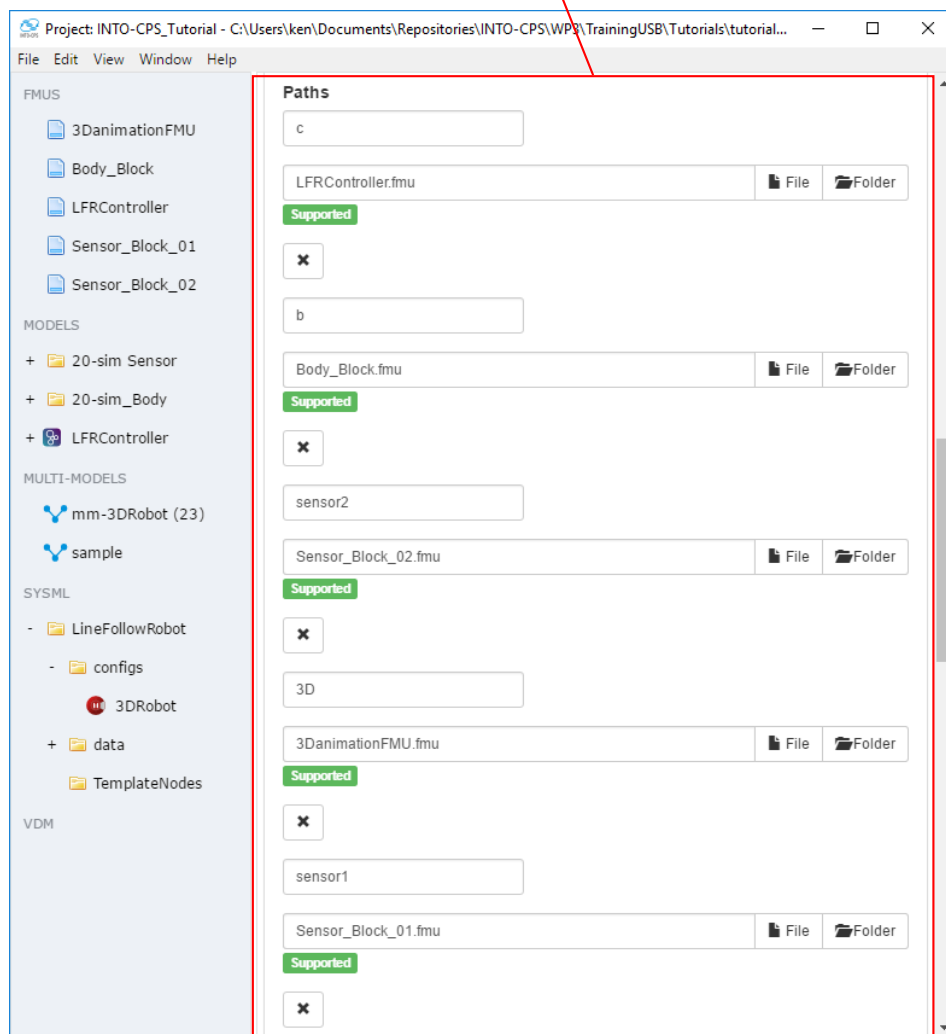 Project: INTO-CPS_Tutorial - C:\Users\ken\Documents\Repositories\INTO-CPS\WP3\TrainingUSB\Tutorials\tutorial...
File Edit View Window Help
FMUS
3DanimationFMU
Body_Block
LFRController
Sensor_Block_01
Sensor_Block_02
MODELS
+ 20-sim Sensor
+ 20-sim_Body
+ LFRController
MULTI-MODELS
mm-3DRobot (23)
sample
SYSML
- LineFollowRobot
- configs
3DRobot
+ data
TemplateNodes
VDM
Paths
c
LFRController.fmu File Folder
Supported
b
Body_Block.fmu File Folder
Supported
sensor2
Sensor_Block_02.fmu File Folder
Supported
3D
3DanimationFMU.fmu File Folder
Supported
sensor1
Sensor_Block_01.fmu File Folder
Supported